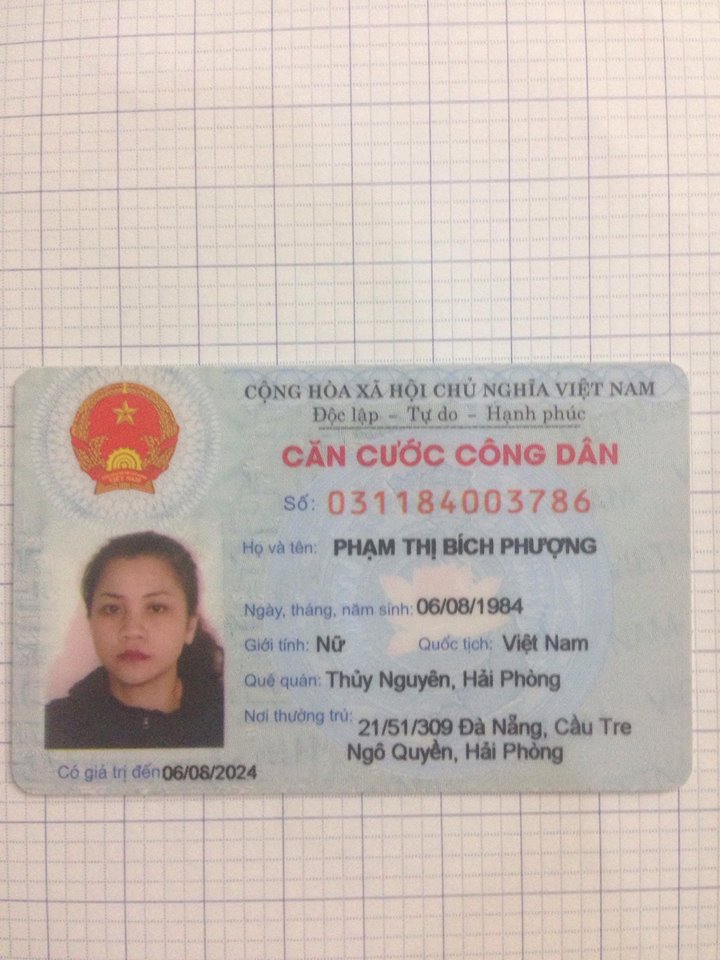 CỘNG HÒA XÃ HỘI CHỦ NGHĨA VIỆT NAM
Độc lập - Tự do - Hạnh phúc
CĂN CƯỚC CÔNG DÂN
VIỆT NAM
Số: 031184003786
Họ và tên: PHẠM THỊ BÍCH PHƯỢNG
Ngày, tháng, năm sinh: 06/08/1984
Giới tính: Nữ Quốc tịch: Việt Nam
Quê quán: Thủy Nguyên, Hải Phòng
Nơi thường trú: 21/51/309 Đà Nẵng, Cầu Tre
Ngô Quyền, Hải Phòng
Có giá trị đến 06/08/2024